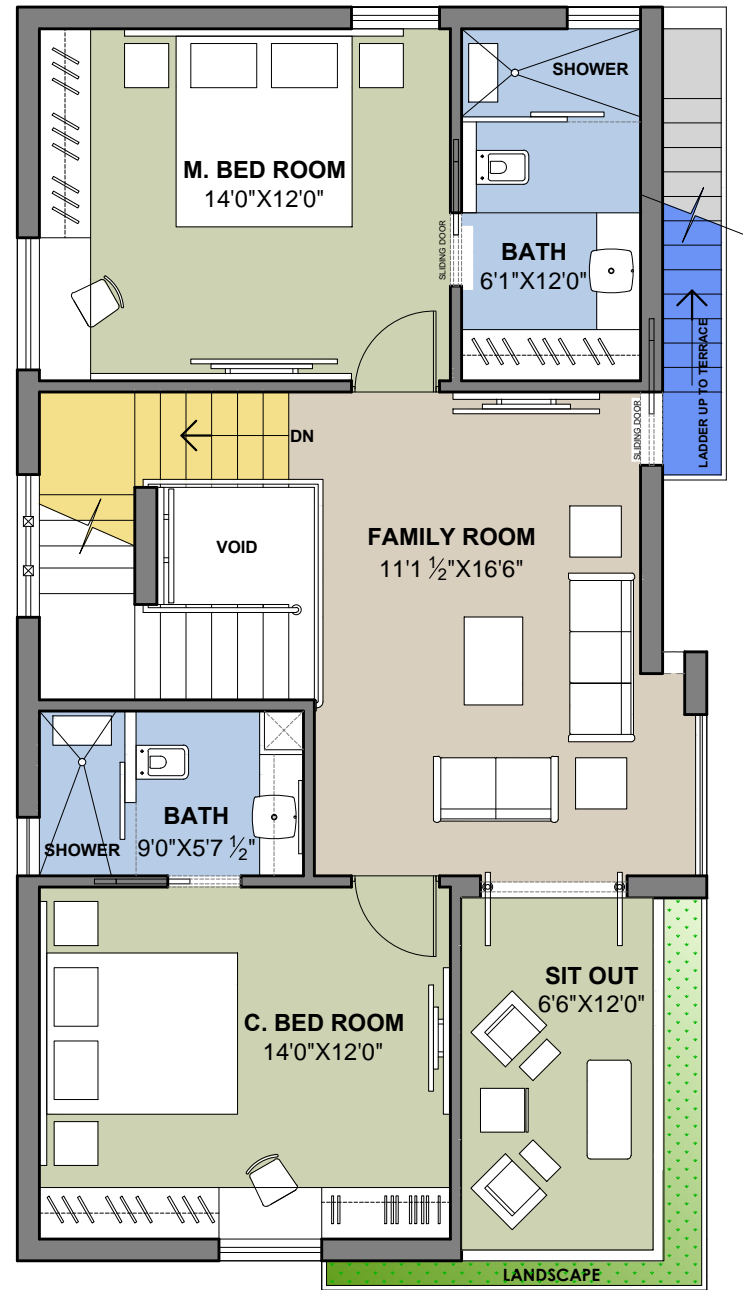 SHOWER
M. BED ROOM
14'0"X12'0"
SLIDING DOOR
BATH
6'1"X12'0"
LADDER UP TO TERRACE
SLIDING DOOR
DN
VOID
FAMILY ROOM
11'1 ½"X16'6"
BATH
9'0"X5'7 ½"
SHOWER
SIT OUT
6'6"X12'0"
C. BED ROOM
14'0"X12'0"
LANDSCAPE